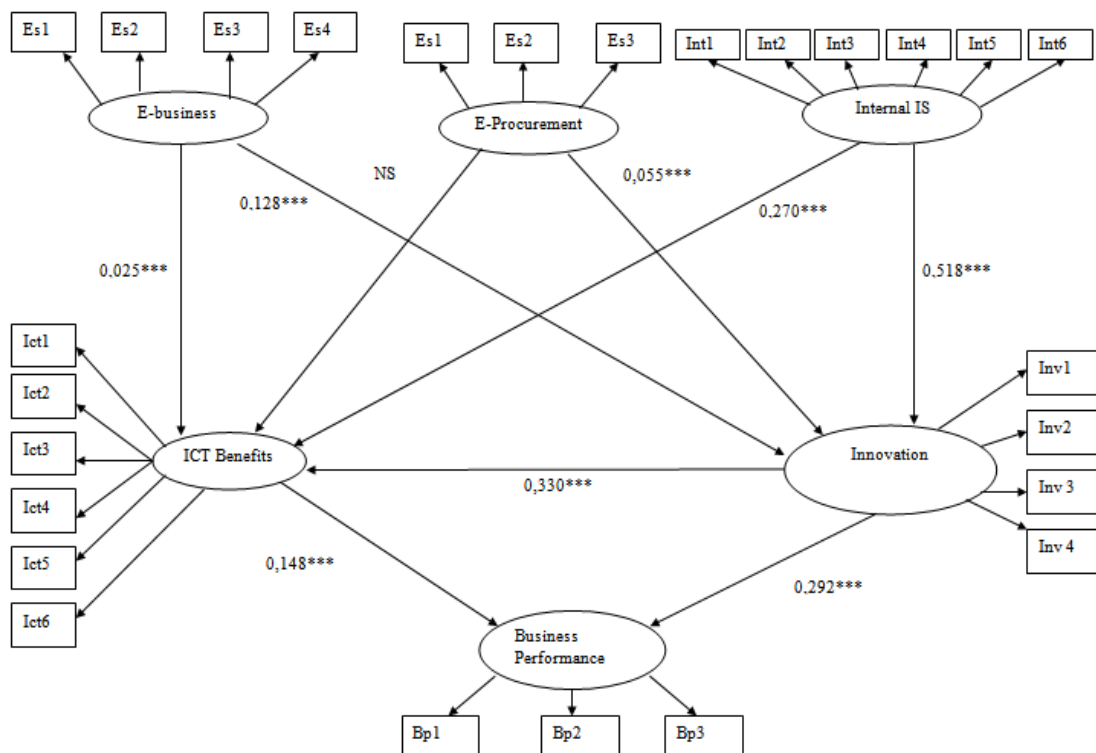 Es1
Es2
Es3
Es4
Es1
Es2
Es3
Int1
Int2
Int3
Int4
Int5
Int6
E-business
E-Procurement
Internal IS
NS
0,055***
0,128***
0,270***
0,025***
0,518***
Ict1
Ict2
Ict3
Ict4
Ict5
Ict6
ICT Benefits
Innovation
Inv1
Inv2
Inv 3
Inv 4
0,330***
0,148***
0,292***
Business
Performance
Bp1
Bp2
Bp3